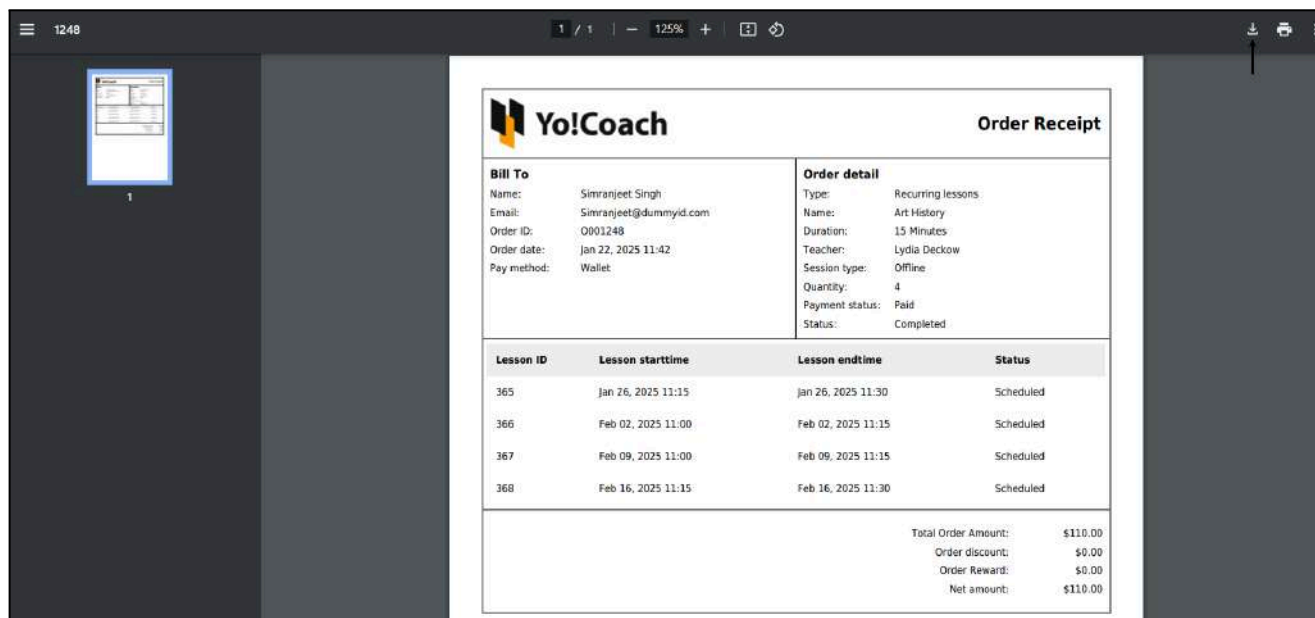 1248
1 / 1
125%
1
Yo!Coach
Order Receipt
Bill To
Name: Simranjeet Singh
Email: Simranjeet@dummyid.com
Order ID: O001248
Order date: Jan 22, 2025 11:42
Pay method: Wallet
Order detail
Type: Recurring lessons
Name: Art History
Duration: 15 Minutes
Teacher: Lydia Deckow
Session type: Offline
Quantity: 4
Payment status: Paid
Status: Completed
Lesson ID Lesson starttime Lesson endtime Status
365 Jan 26, 2025 11:15 Jan 26, 2025 11:30 Scheduled
366 Feb 02, 2025 11:00 Feb 02, 2025 11:15 Scheduled
367 Feb 09, 2025 11:00 Feb 09, 2025 11:15 Scheduled
368 Feb 16, 2025 11:15 Feb 16, 2025 11:30 Scheduled
Total Order Amount: $110.00
Order discount: $0.00
Order Reward: $0.00
Net amount: $110.00